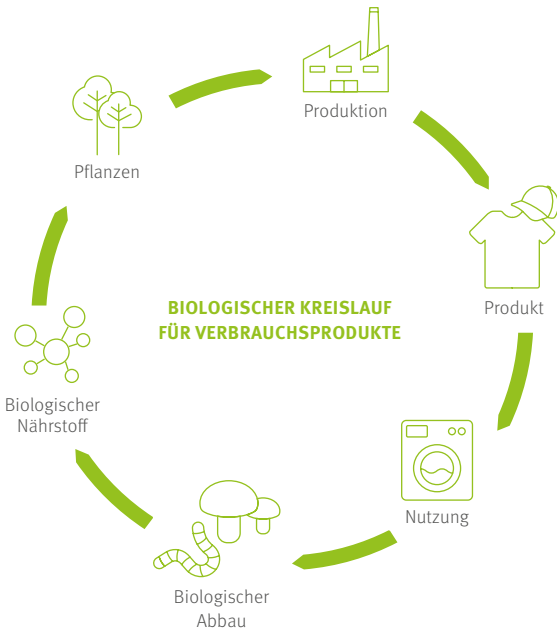 Produktion
Pflanzen
Produkt
BIOLOGISCHER KREISLAUF
FÜR VERBRAUCHSPRODUKTE
Biologischer
Nährstoff
Nutzung
Biologischer
Abbau